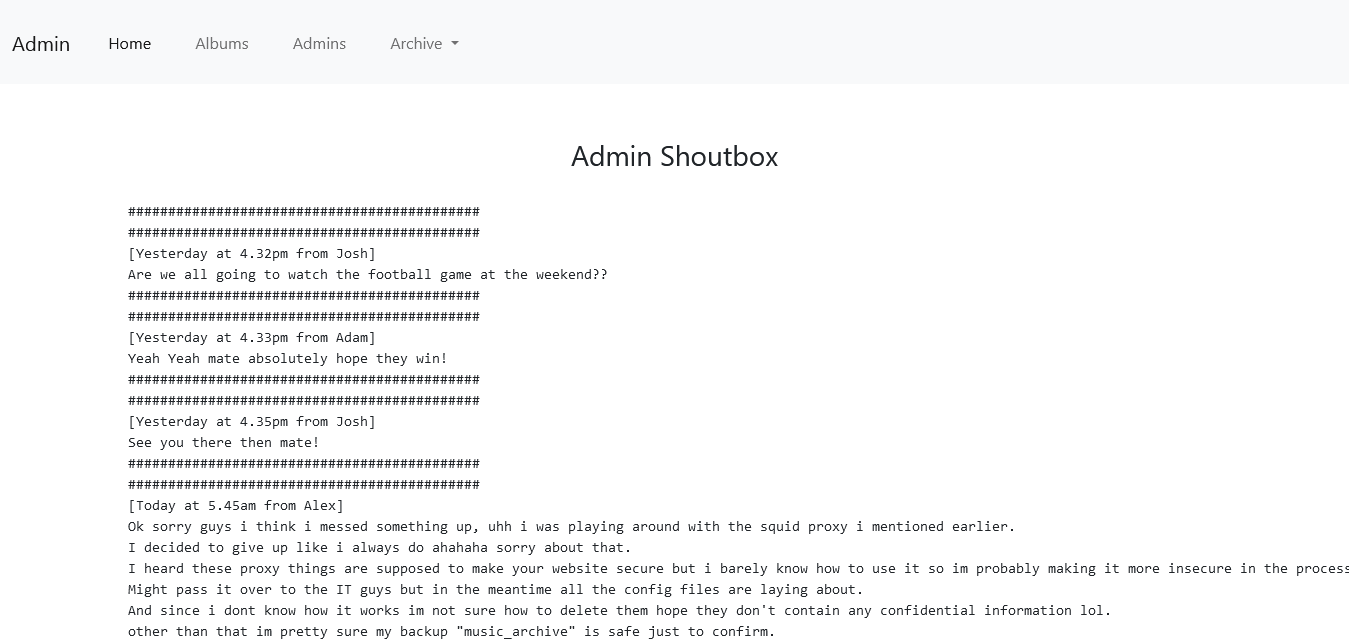 Admin Home Albums Admins Archive
Admin Shoutbox
############################################
############################################
[Yesterday at 4.32pm from Josh]
Are we all going to watch the football game at the weekend??
############################################
############################################
[Yesterday at 4.33pm from Adam]
Yeah Yeah mate absolutely hope they win!
############################################
############################################
[Yesterday at 4.35pm from Josh]
See you there then mate!
############################################
############################################
[Today at 5.45am from Alex]
Ok sorry guys i think i messed something up, uhh i was playing around with the squid proxy i mentioned earlier.
I decided to give up like i always do ahahaha sorry about that.
I heard these proxy things are supposed to make your website secure but i barely know how to use it so im probably making it more insecure in the process
Might pass it over to the IT guys but in the meantime all the config files are laying about.
And since i dont know how it works im not sure how to delete them hope they don't contain any confidential information lol.
other than that im pretty sure my backup "music_archive" is safe just to confirm.